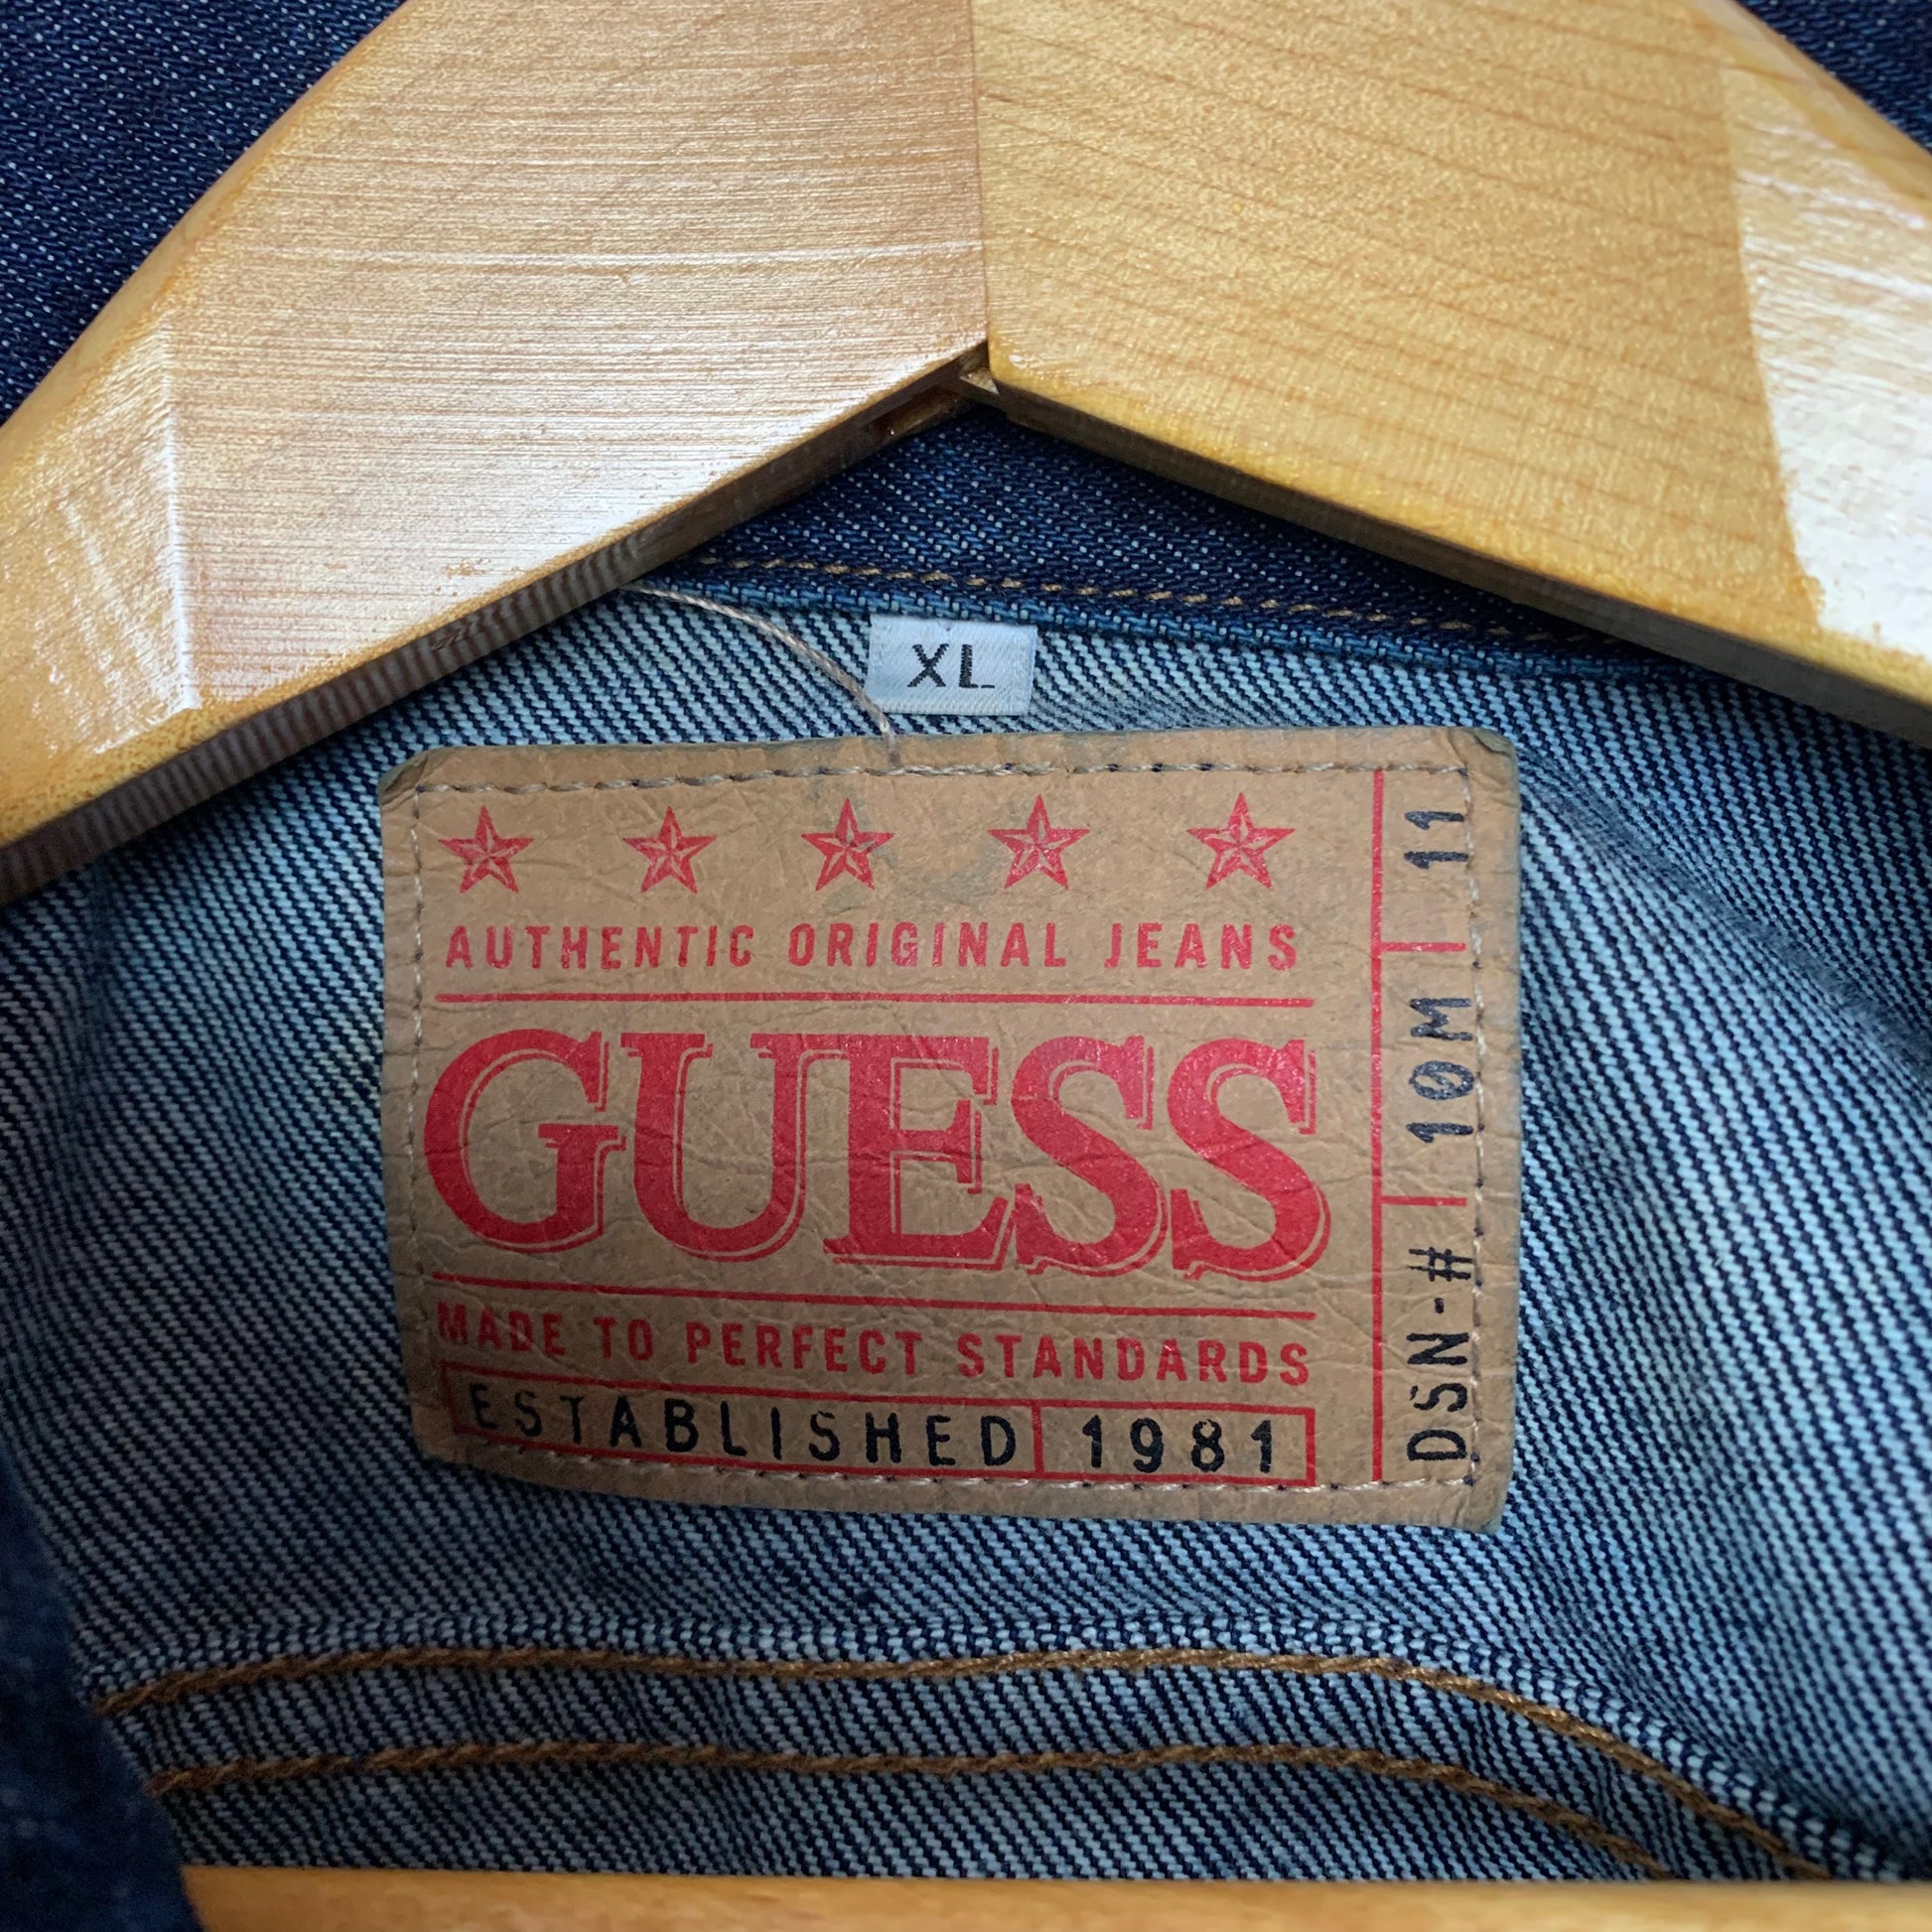 XL
AUTHENTIC ORIGINAL JEANS
GUESS
MADE TO PERFECT STANDARDS
ESTABLISHED 1981
DSN-# 10M 11